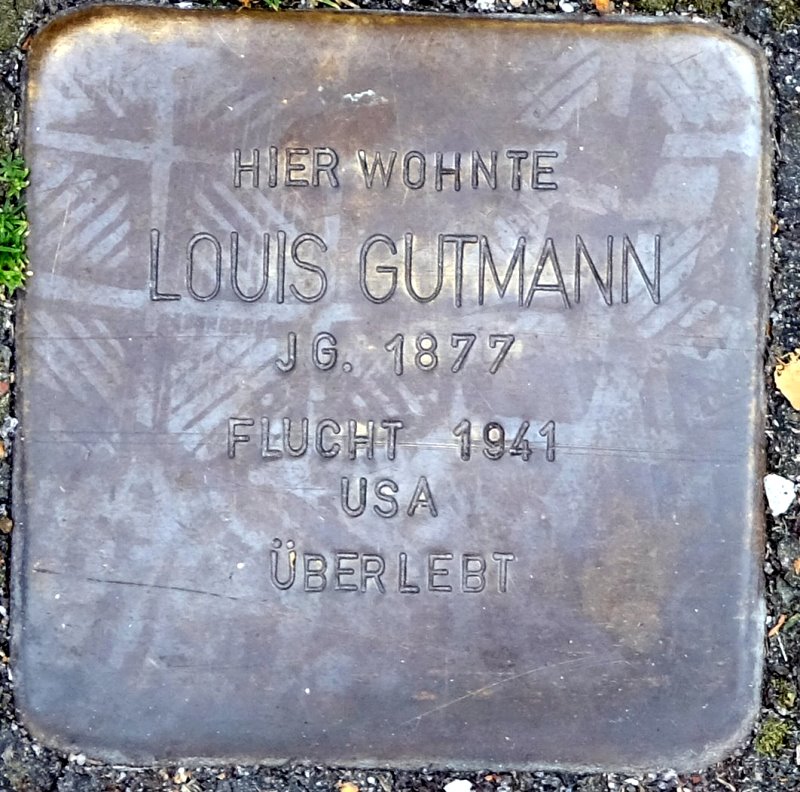 HIER WOHNTE
LOUIS GUTMANN
JG. 1877
FLUCHT 1941
USA
ÜBERLEBT